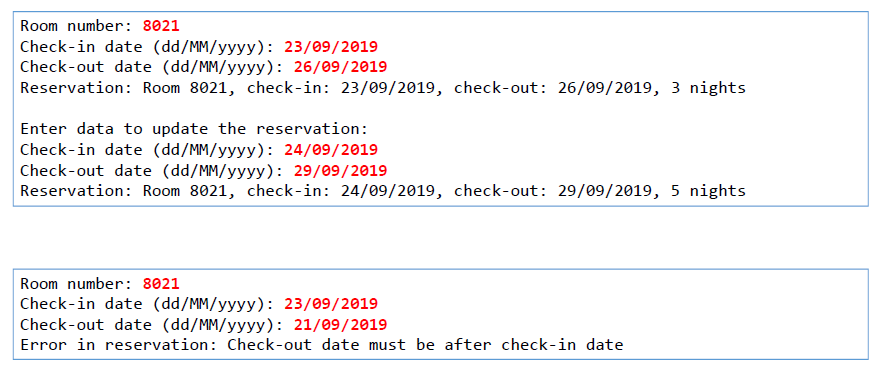 Room number: 8021
Check-in date (dd/MM/yyyy): 23/09/2019
Check-out date (dd/MM/yyyy): 26/09/2019
Reservation: Room 8021, check-in: 23/09/2019, check-out: 26/09/2019, 3 nights
Enter data to update the reservation:
Check-in date (dd/MM/yyyy): 24/09/2019
Check-out date (dd/MM/yyyy): 29/09/2019
Reservation: Room 8021, check-in: 24/09/2019, check-out: 29/09/2019, 5 nights
Room number: 8021
Check-in date (dd/MM/yyyy): 23/09/2019
Check-out date (dd/MM/yyyy): 21/09/2019
Error in reservation: Check-out date must be after check-in date